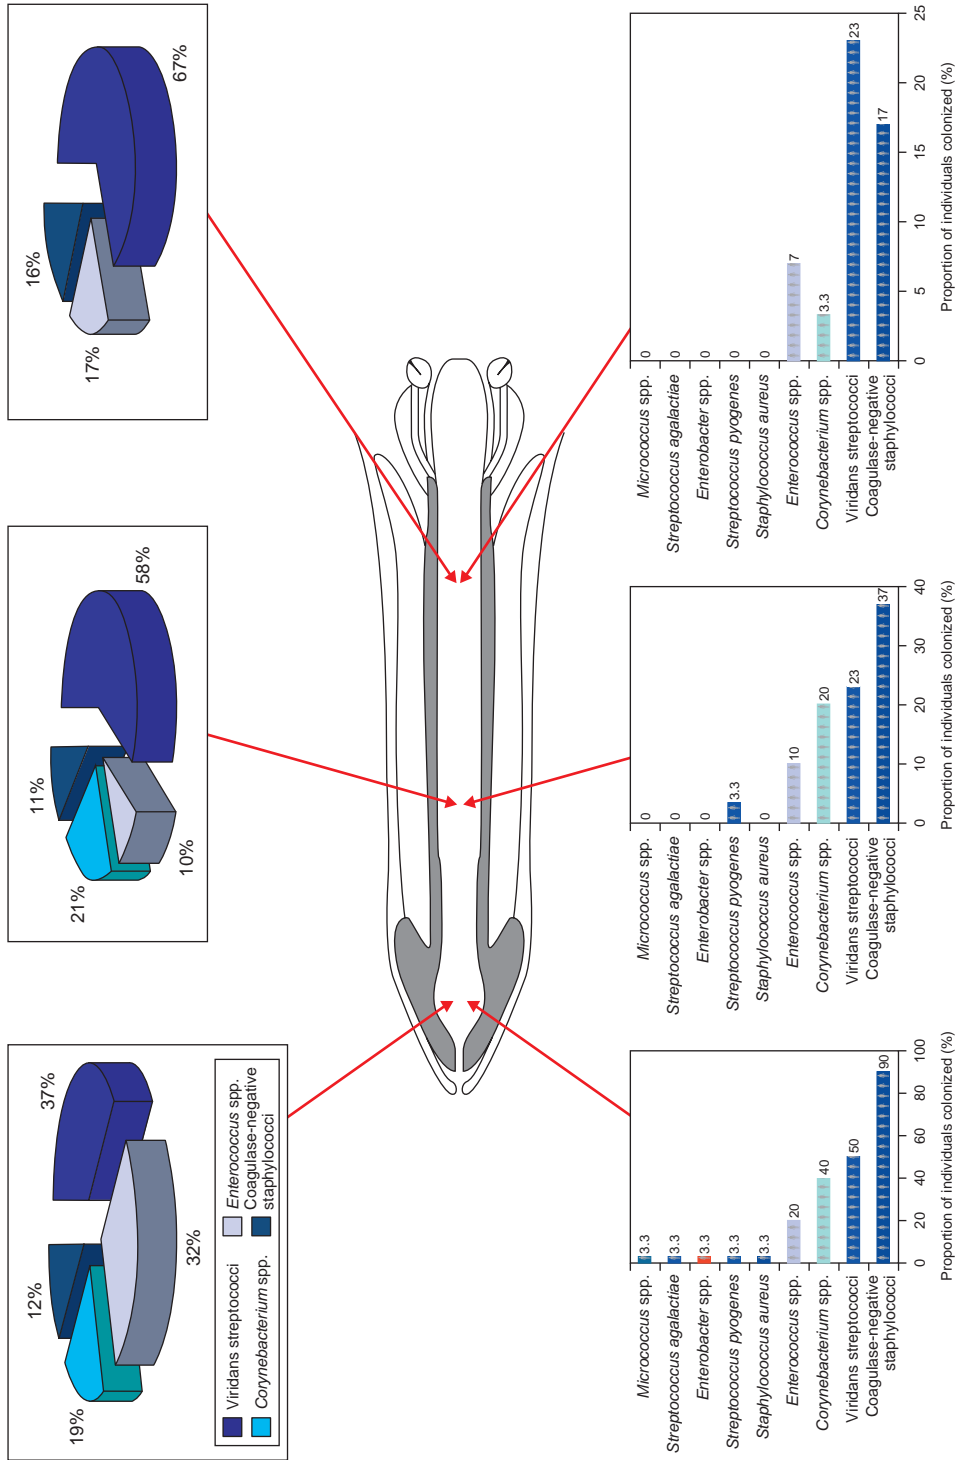 19%
12%
37%
32%
Viridans streptococci
Corynebacterium spp.
Enterococcus spp.
Coagulase-negative
staphylococci
21%
11%
58%
10%
17%
16%
67%
Micrococcus spp.
Streptococcus agalactiae
Enterobacter spp.
Streptococcus pyogenes
Staphylococcus aureus
Enterococcus spp.
Corynebacterium spp.
Viridans streptococci
Coagulase-negative
staphylococci
3.3
3.3
3.3
3.3
3.3
20
40
50
90
0 20 40 60 80 100
Proportion of individuals colonized (%)
Micrococcus spp.
Streptococcus agalactiae
Enterobacter spp.
Streptococcus pyogenes
Staphylococcus aureus
Enterococcus spp.
Corynebacterium spp.
Viridans streptococci
Coagulase-negative
staphylococci
0
0
0
3.3
0
10
20
23
37
0 10 20 30 40
Proportion of individuals colonized (%)
Micrococcus spp.
Streptococcus agalactiae
Enterobacter spp.
Streptococcus pyogenes
Staphylococcus aureus
Enterococcus spp.
Corynebacterium spp.
Viridans streptococci
Coagulase-negative
staphylococci
0
0
0
0
0
7
3.3
23
17
0 5 10 15 20 25
Proportion of individuals colonized (%)